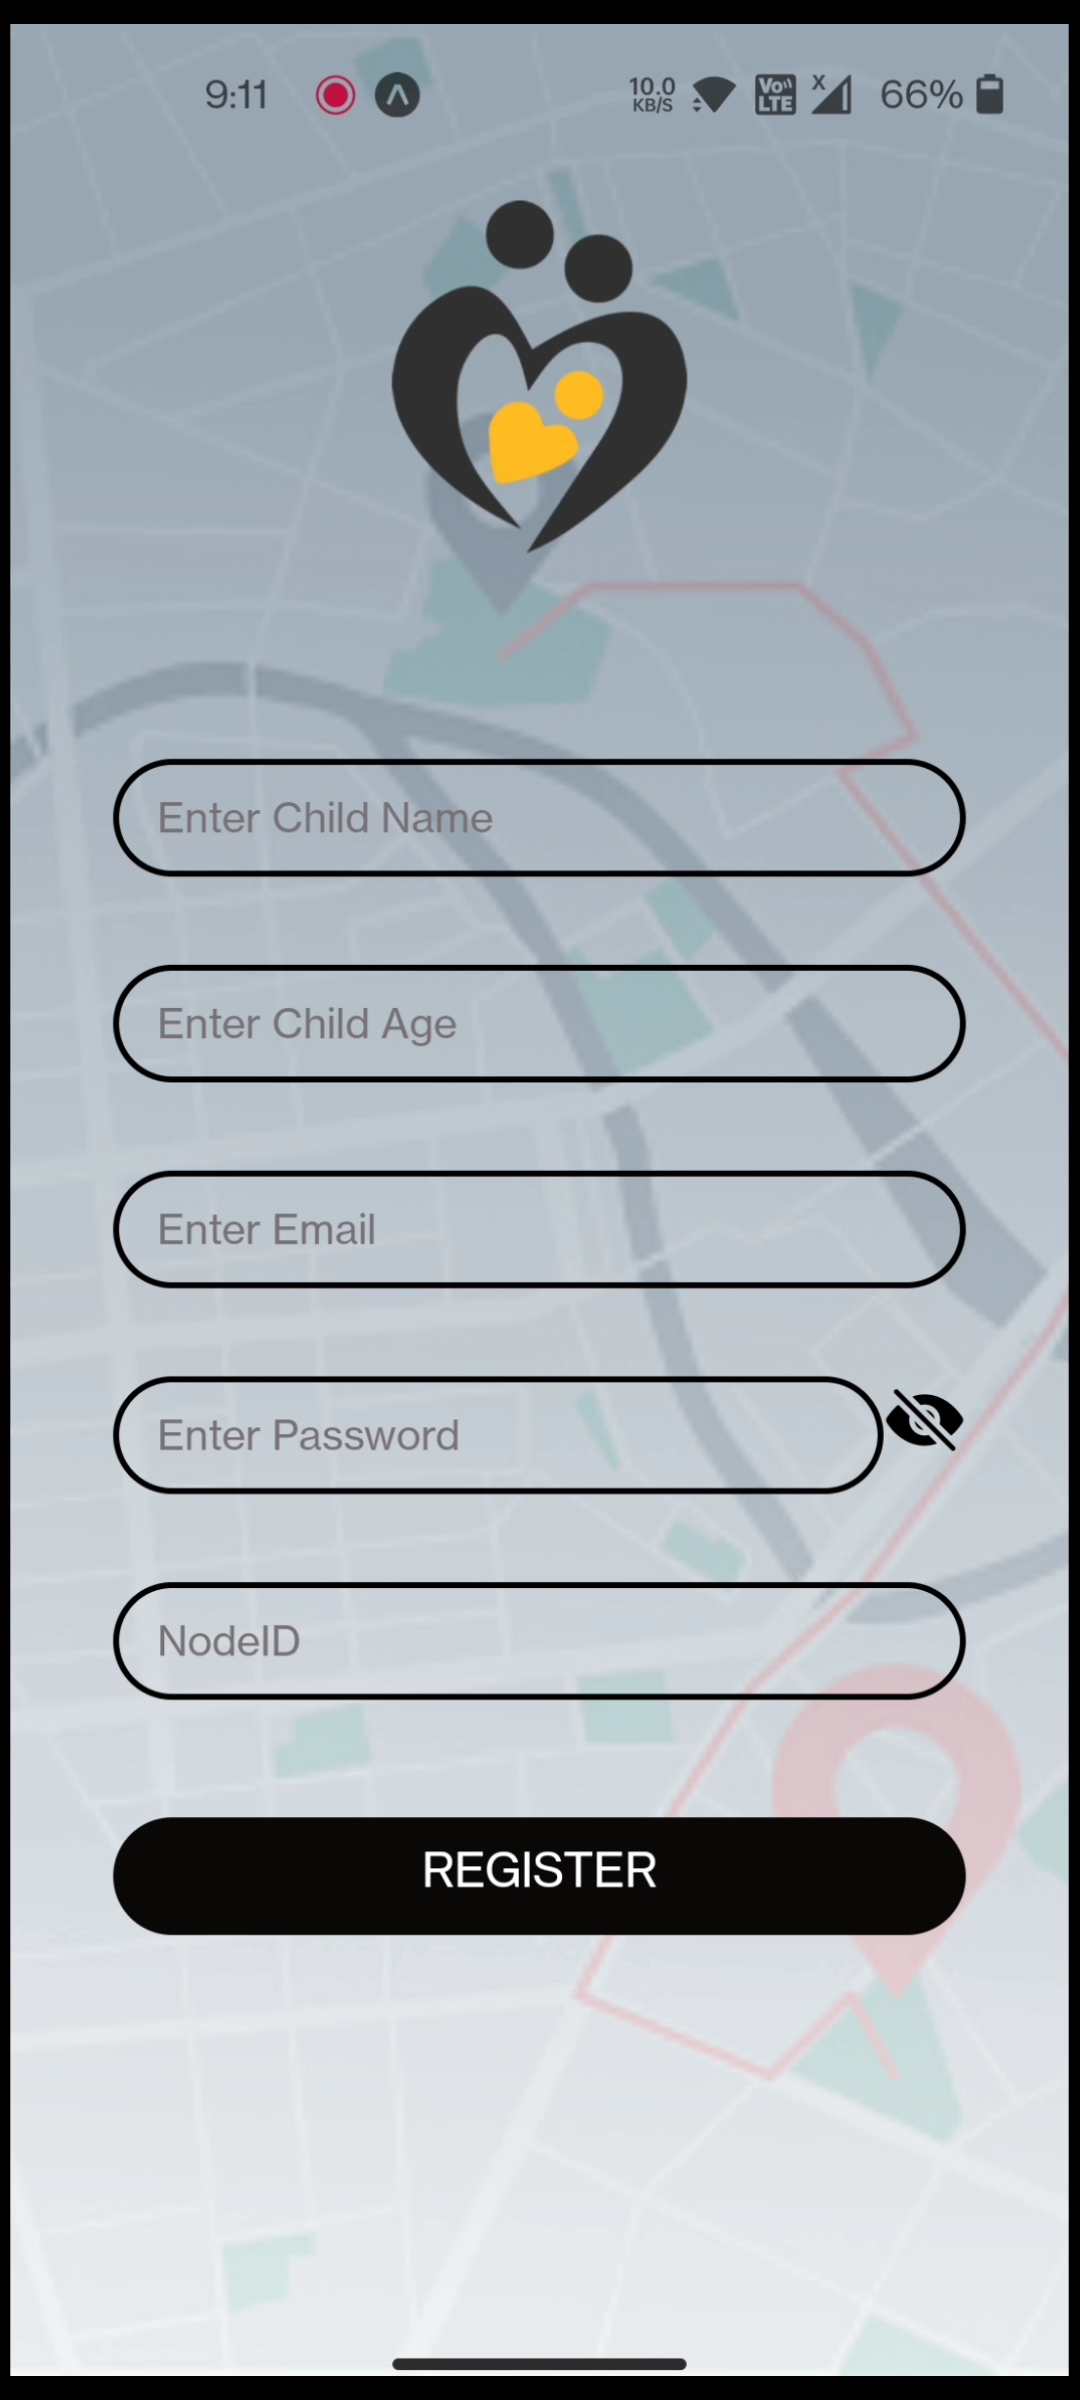 9:11 10.0 KB/S Vo LTE X 66%
Enter Child Name
Enter Child Age
Enter Email
Enter Password
NodeID
REGISTER